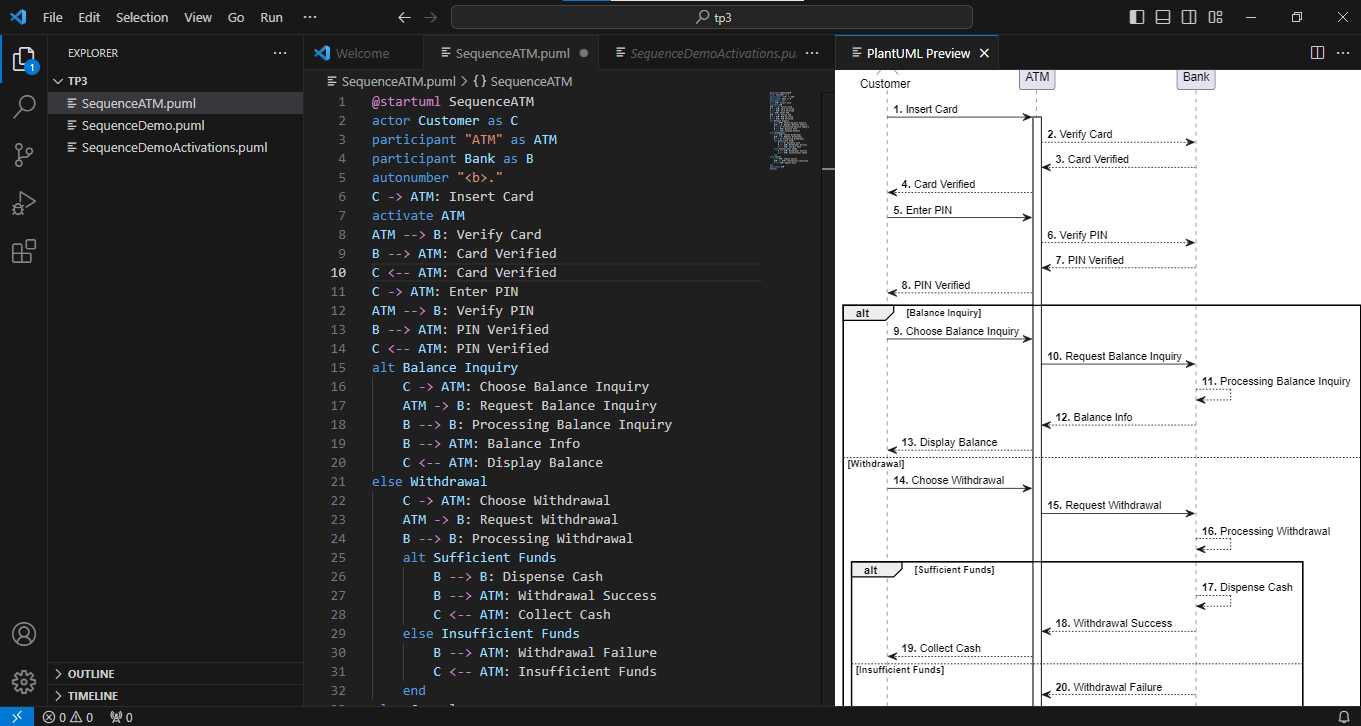 File Edit Selection View Go Run ··· tp3
EXPLORER ···
TP3
SequenceATM.puml
SequenceDemo.puml
SequenceDemoActivations.puml
OUTLINE
TIMELINE
1
Welcome SequenceATM.puml SequenceDemoActivations.pu ···
SequenceATM.puml > {} SequenceATM
1 @startuml SequenceATM
2 actor Customer as C
3 participant "ATM" as ATM
4 participant Bank as B
5 autonumber "<b>."
6 C -> ATM: Insert Card
7 activate ATM
8 ATM --> B: Verify Card
9 B --> ATM: Card Verified
10 C <-- ATM: Card Verified
11 C -> ATM: Enter PIN
12 ATM --> B: Verify PIN
13 B --> ATM: PIN Verified
14 C <-- ATM: PIN Verified
15 alt Balance Inquiry
16 C -> ATM: Choose Balance Inquiry
17 ATM -> B: Request Balance Inquiry
18 B --> B: Processing Balance Inquiry
19 B --> ATM: Balance Info
20 C <-- ATM: Display Balance
21 else Withdrawal
22 C -> ATM: Choose Withdrawal
23 ATM -> B: Request Withdrawal
24 B --> B: Processing Withdrawal
25 alt Sufficient Funds
26 B --> B: Dispense Cash
27 B --> ATM: Withdrawal Success
28 C <-- ATM: Collect Cash
29 else Insufficient Funds
30 B --> ATM: Withdrawal Failure
31 C <-- ATM: Insufficient Funds
32 end
PlantUML Preview ···
Customer ATM Bank
1. Insert Card
2. Verify Card
3. Card Verified
4. Card Verified
5. Enter PIN
6. Verify PIN
7. PIN Verified
8. PIN Verified
alt [Balance Inquiry]
9. Choose Balance Inquiry
10. Request Balance Inquiry
11. Processing Balance Inquiry
12. Balance Info
13. Display Balance
[Withdrawal]
14. Choose Withdrawal
15. Request Withdrawal
16. Processing Withdrawal
alt [Sufficient Funds]
17. Dispense Cash
18. Withdrawal Success
19. Collect Cash
[Insufficient Funds]
20. Withdrawal Failure
0 0 0